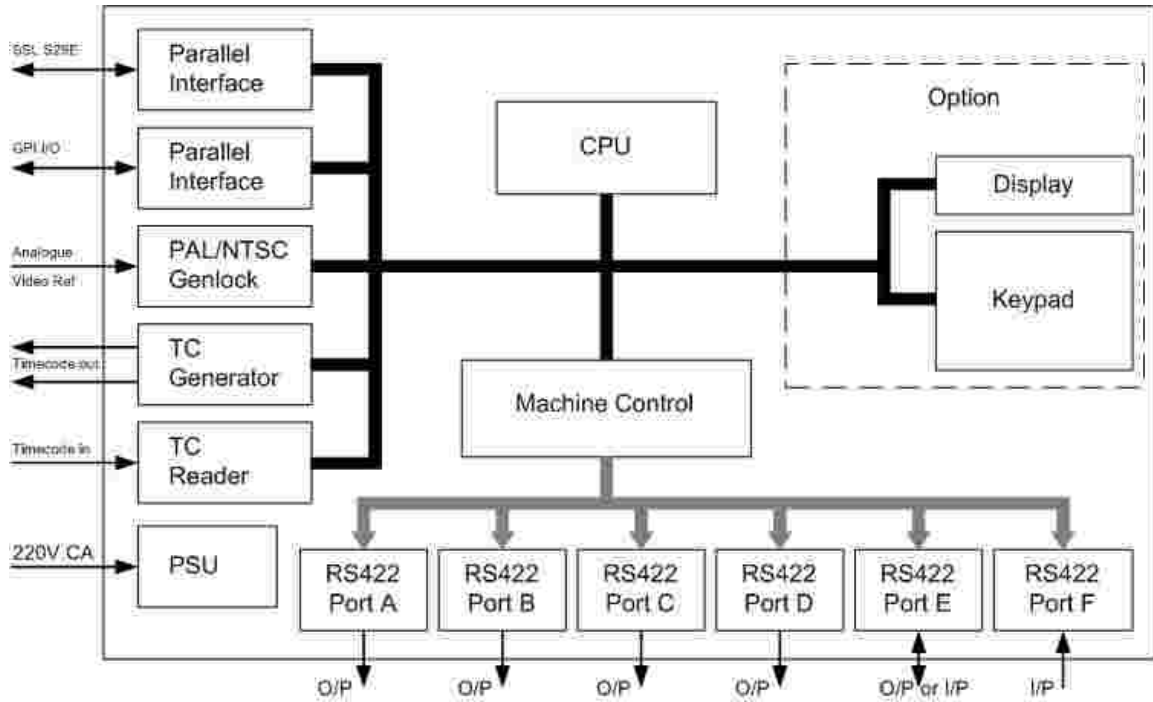 SSL S29E
Parallel
Interface
GPI I/O
Parallel
Interface
Analogue
Video Ref
PAL/NTSC
Genlock
Timecode out
TC
Generator
Timecode in
TC
Reader
220V CA
PSU
CPU
Option
Display
Keypad
Machine Control
RS422
Port A
RS422
Port B
RS422
Port C
RS422
Port D
RS422
Port E
RS422
Port F
O/P
O/P
O/P
O/P
O/P or I/P
I/P